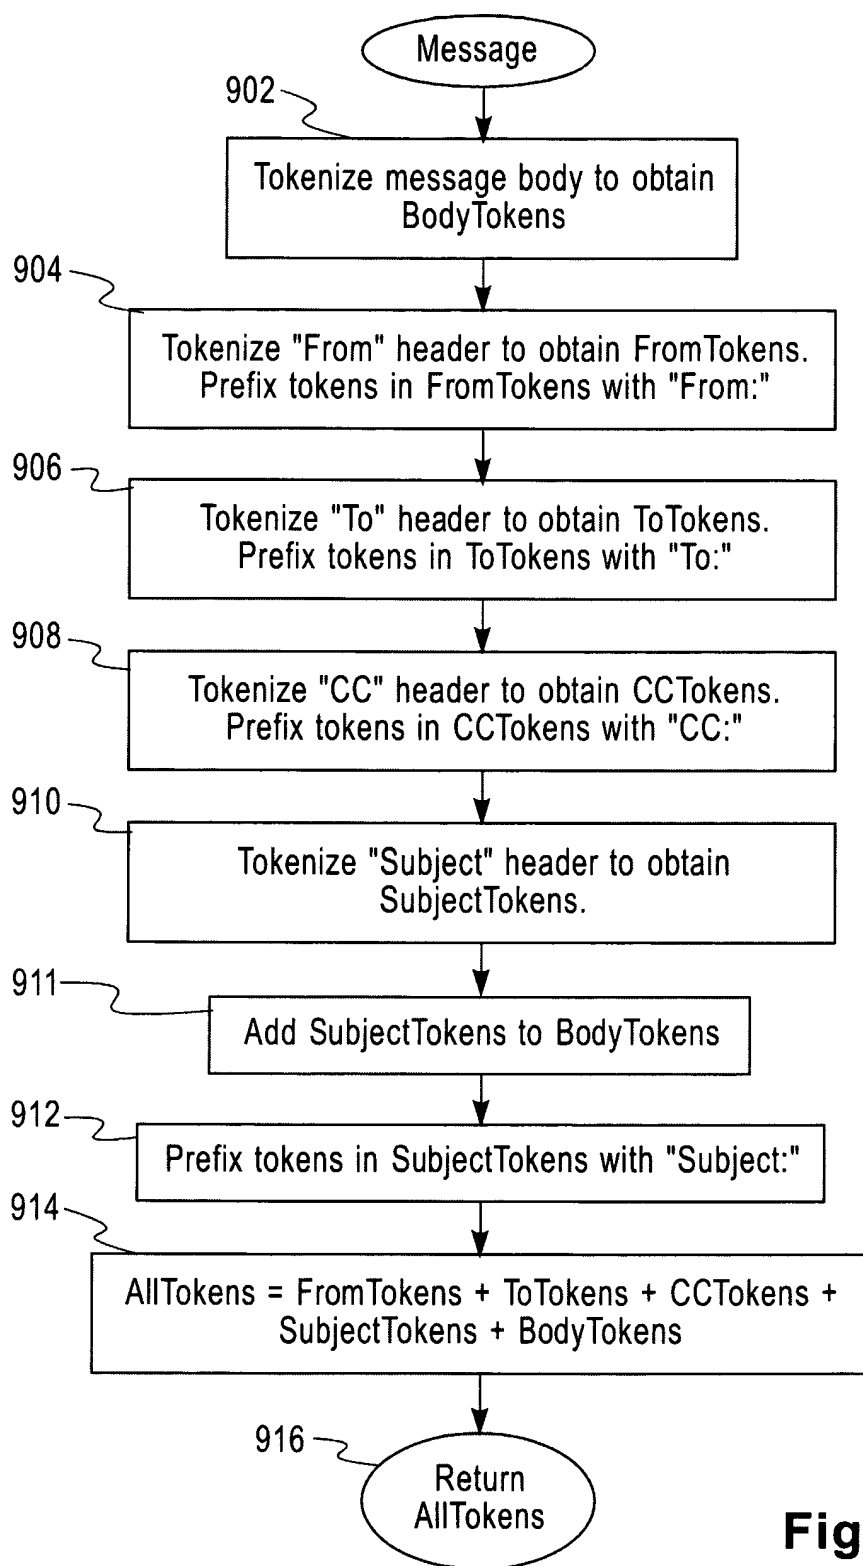 Message
902
Tokenize message body to obtain
BodyTokens
904
Tokenize "From" header to obtain FromTokens.
Prefix tokens in FromTokens with "From:"
906
Tokenize "To" header to obtain ToTokens.
Prefix tokens in ToTokens with "To:"
908
Tokenize "CC" header to obtain CCTokens.
Prefix tokens in CCTokens with "CC:"
910
Tokenize "Subject" header to obtain
SubjectTokens.
911
Add SubjectTokens to BodyTokens
912
Prefix tokens in SubjectTokens with "Subject:"
914
AllTokens = FromTokens + ToTokens + CCTokens +
SubjectTokens + BodyTokens
916
Return
AllTokens
Fig